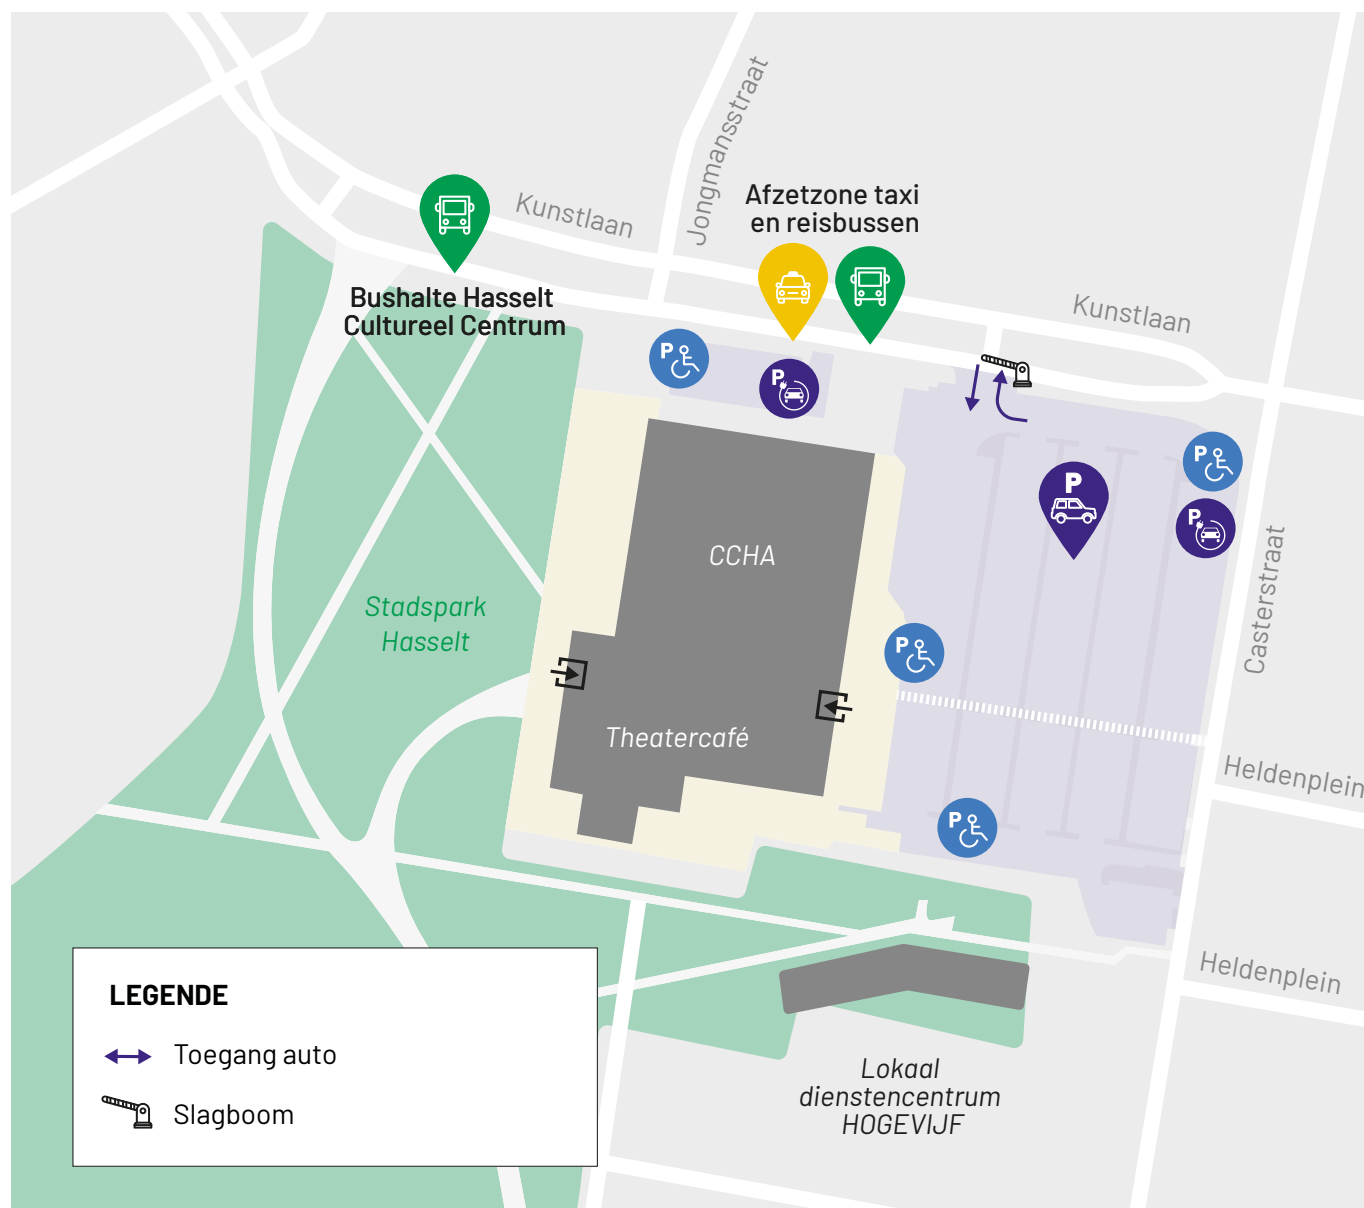 Jongmansstraat
Kunstlaan
Afzetzone taxi
en reisbussen
Bushalte Hasselt
Cultureel Centrum
Kunstlaan
P
P
P
P
P
CCHA
Casterstraat
Stadspark
Hasselt
P
Theatercafé
Heldenplein
P
Heldenplein
LEGENDE
Toegang auto
Slagboom
Lokaal
dienstencentrum
HOGEVIJF